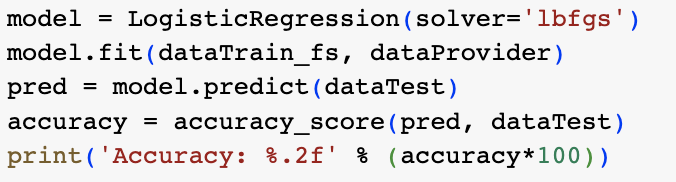 model = LogisticRegression(solver='lbfgs')
model.fit(dataTrain_fs, dataProvider)
pred = model.predict(dataTest)
accuracy = accuracy_score(pred, dataTest)
print('Accuracy: %.2f' % (accuracy*100))